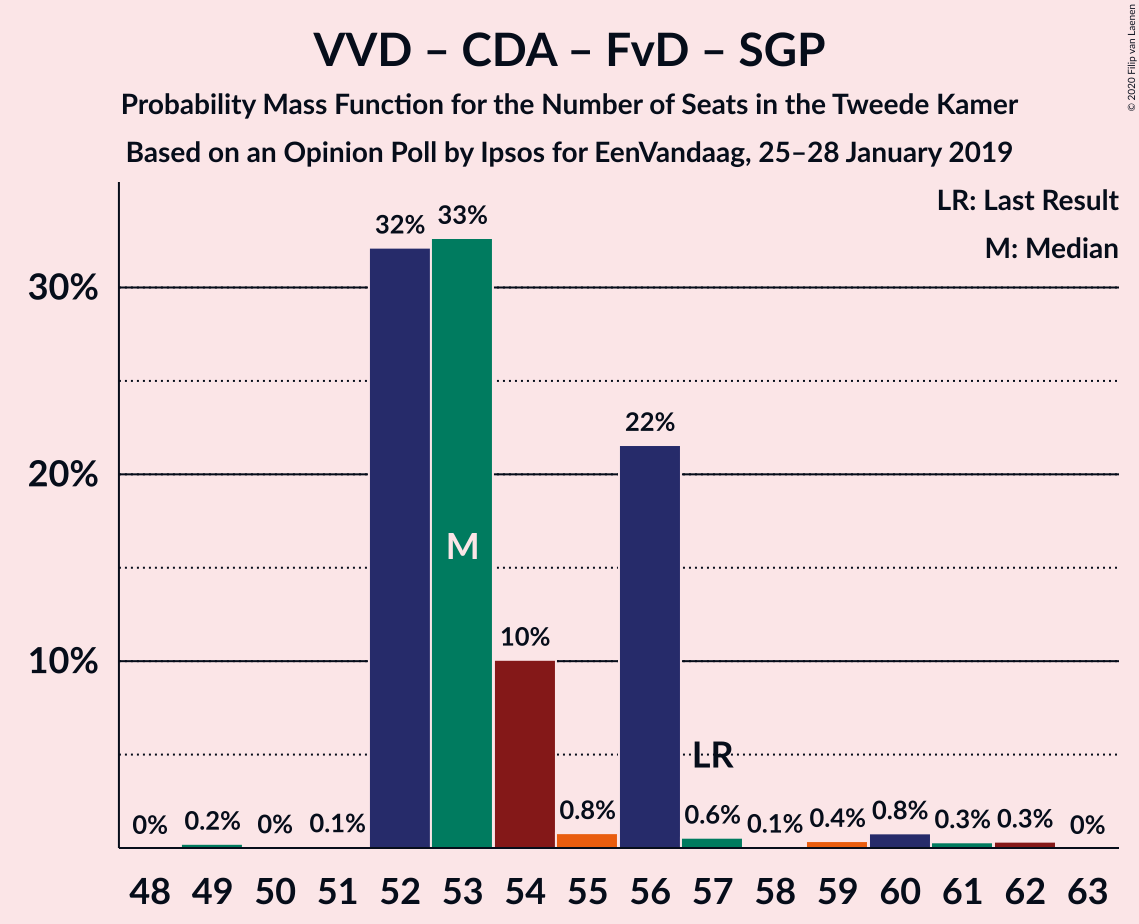 VVD – CDA – FvD – SGP
Probability Mass Function for the Number of Seats in the Tweede Kamer
Based on an Opinion Poll by Ipsos for EenVandaag, 25–28 January 2019
© 2020 Filip van Laenen
LR: Last Result
M: Median
30%
20%
10%
0%
0.2%
0%
0.1%
32%
33%
10%
0.8%
22%
0.6%
0.1%
0.4%
0.8%
0.3%
0.3%
0%
M
LR
48 49 50 51 52 53 54 55 56 57 58 59 60 61 62 63